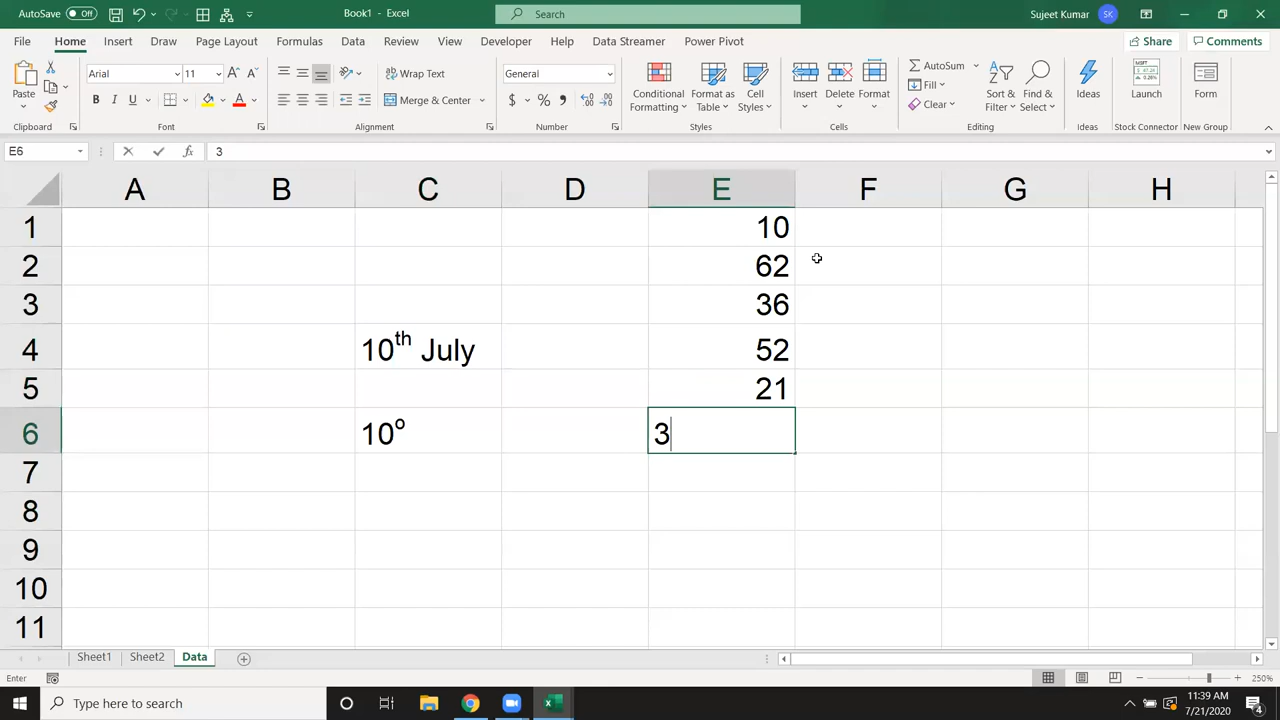 AutoSave Off
Book1 - Excel
Search
Sujeet Kumar SK
File Home Insert Draw Page Layout Formulas Data Review View Developer Help Data Streamer Power Pivot Share Comments
Paste
Clipboard
Arial 11
B I U
Font
Wrap Text
Merge & Center
Alignment
General
$ % ,
Number
Conditional Formatting
Format as Table
Cell Styles
Styles
Insert Delete Format
Cells
AutoSum
Fill
Clear
Sort & Filter
Find & Select
Editing
Ideas
Ideas
Launch
Stock Connector
Form
New Group
E6 fx 3
A B C D E F G H
1 10
2 62
3 36
4 10th July 52
5 21
6 10o 3
7
8
9
10
11
Sheet1 Sheet2 Data
Enter 250%
Type here to search
11:39 AM
7/21/2020